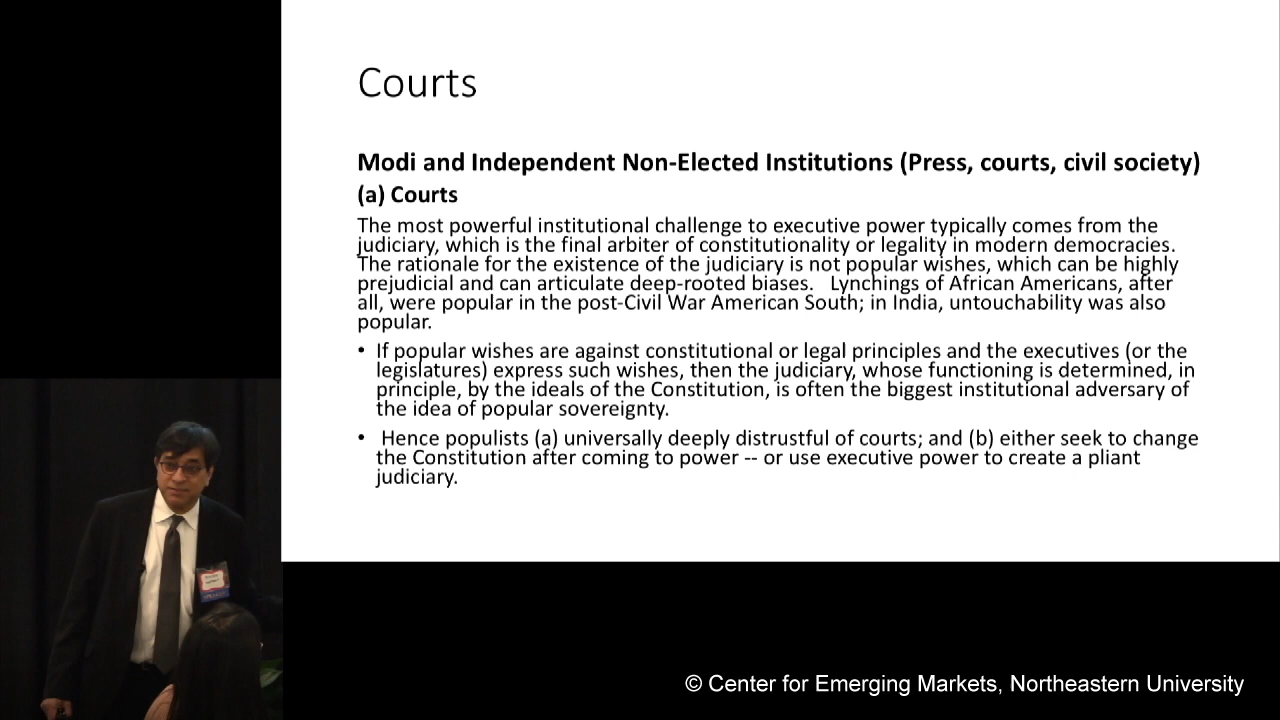 Courts
Modi and Independent Non-Elected Institutions (Press, courts, civil society)
(a) Courts
The most powerful institutional challenge to executive power typically comes from the
judiciary, which is the final arbiter of constitutionality or legality in modern democracies.
The rationale for the existence of the judiciary is not popular wishes, which can be highly
prejudicial and can articulate deep-rooted biases. Lynchings of African Americans, after
all, were popular in the post-Civil War American South; in India, untouchability was also
popular.
• If popular wishes are against constitutional or legal principles and the executives (or the
legislatures) express such wishes, then the judiciary, whose functioning is determined, in
principle, by the ideals of the Constitution, is often the biggest institutional adversary of
the idea of popular sovereignty.
• Hence populists (a) universally deeply distrustful of courts; and (b) either seek to change
the Constitution after coming to power -- or use executive power to create a pliant
judiciary.
© Center for Emerging Markets, Northeastern University